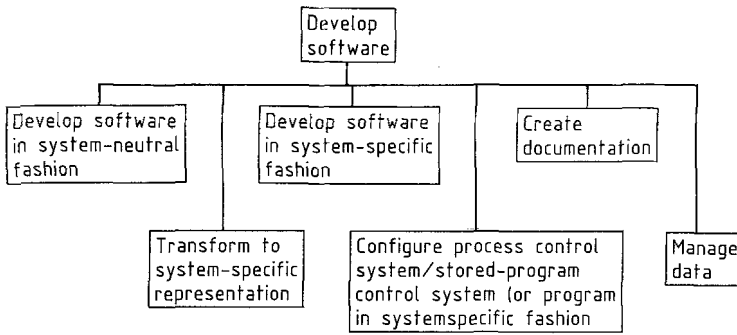 Develop
software
Develop software
in system-neutral
fashion
Develop software
in system-specific
fashion
Create
documentation
Transform to
system-specific
representation
Configure process control
system/stored-program
control system (or program
in systemspecific fashion
Manage
data